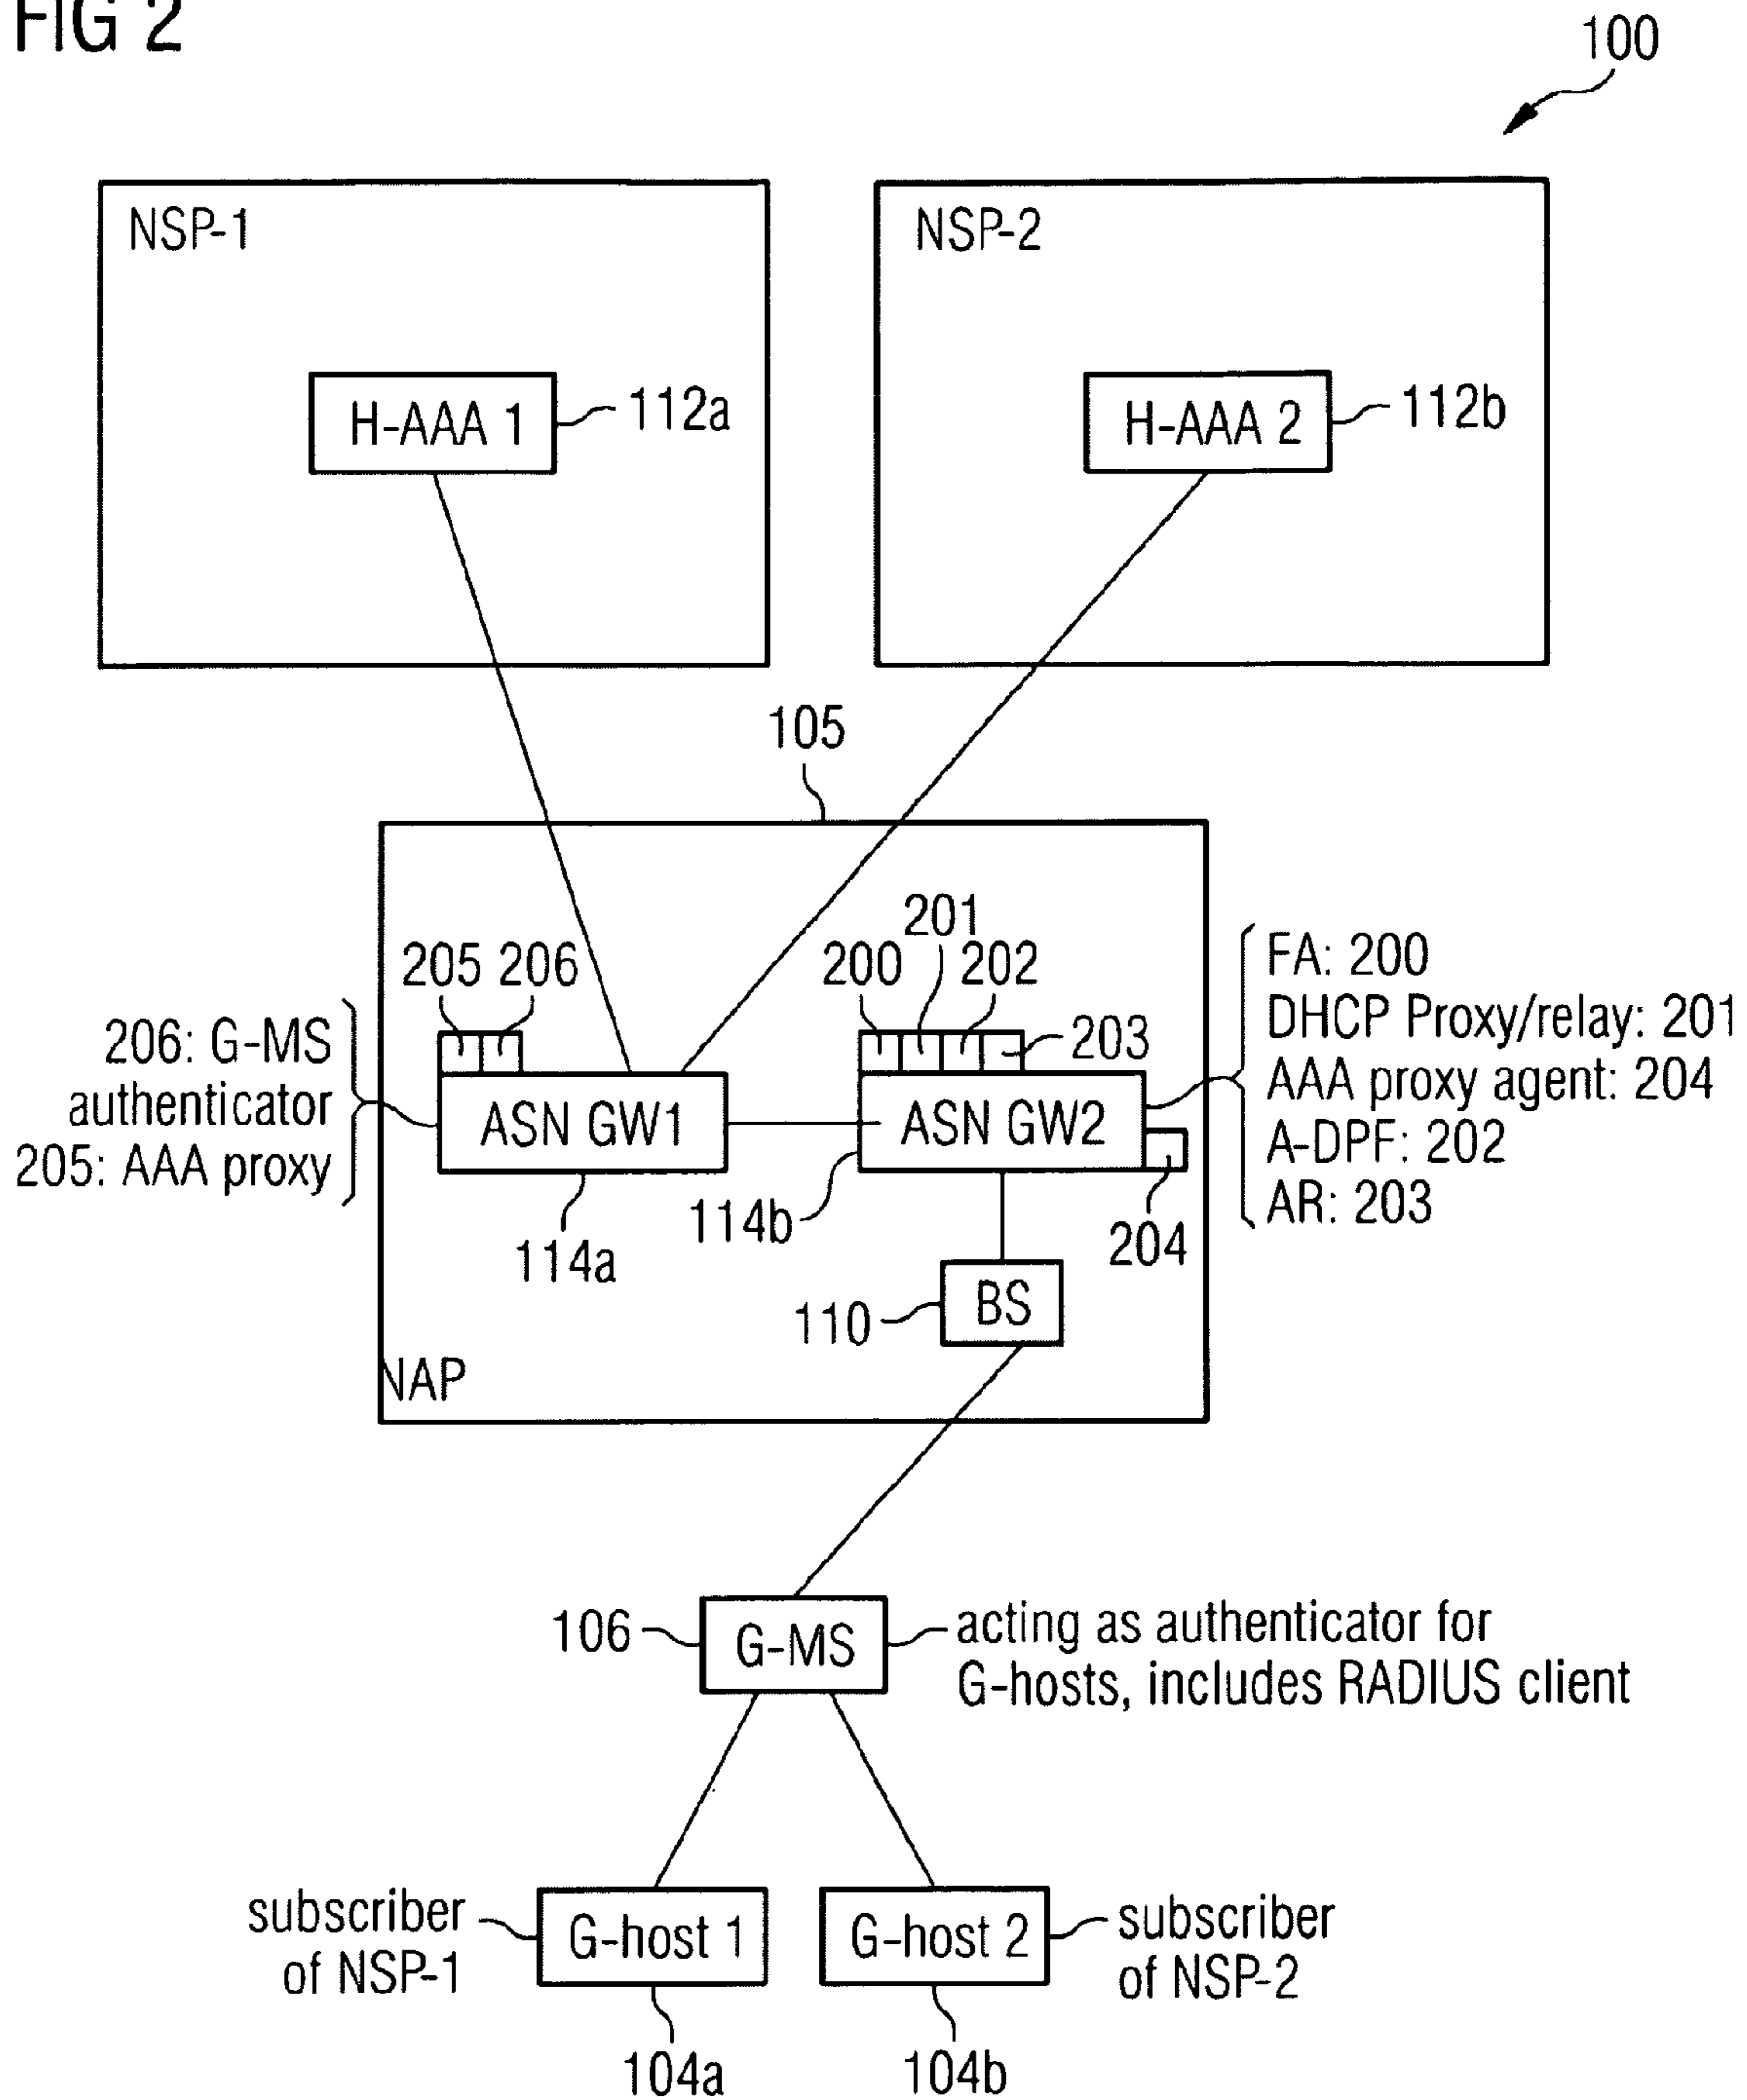 FIG 2
100
NSP-1
NSP-2
H-AAA 1
112a
H-AAA 2
112b
105
205 206
200
201
202
203
206: G-MS
authenticator
205: AAA proxy
ASN GW1
114a
ASN GW2
114b
204
FA: 200
DHCP Proxy/relay: 201
AAA proxy agent: 204
A-DPF: 202
AR: 203
110
BS
NAP
106
G-MS
acting as authenticator for
G-hosts, includes RADIUS client
subscriber
of NSP-1
G-host 1
104a
G-host 2
104b
subscriber
of NSP-2